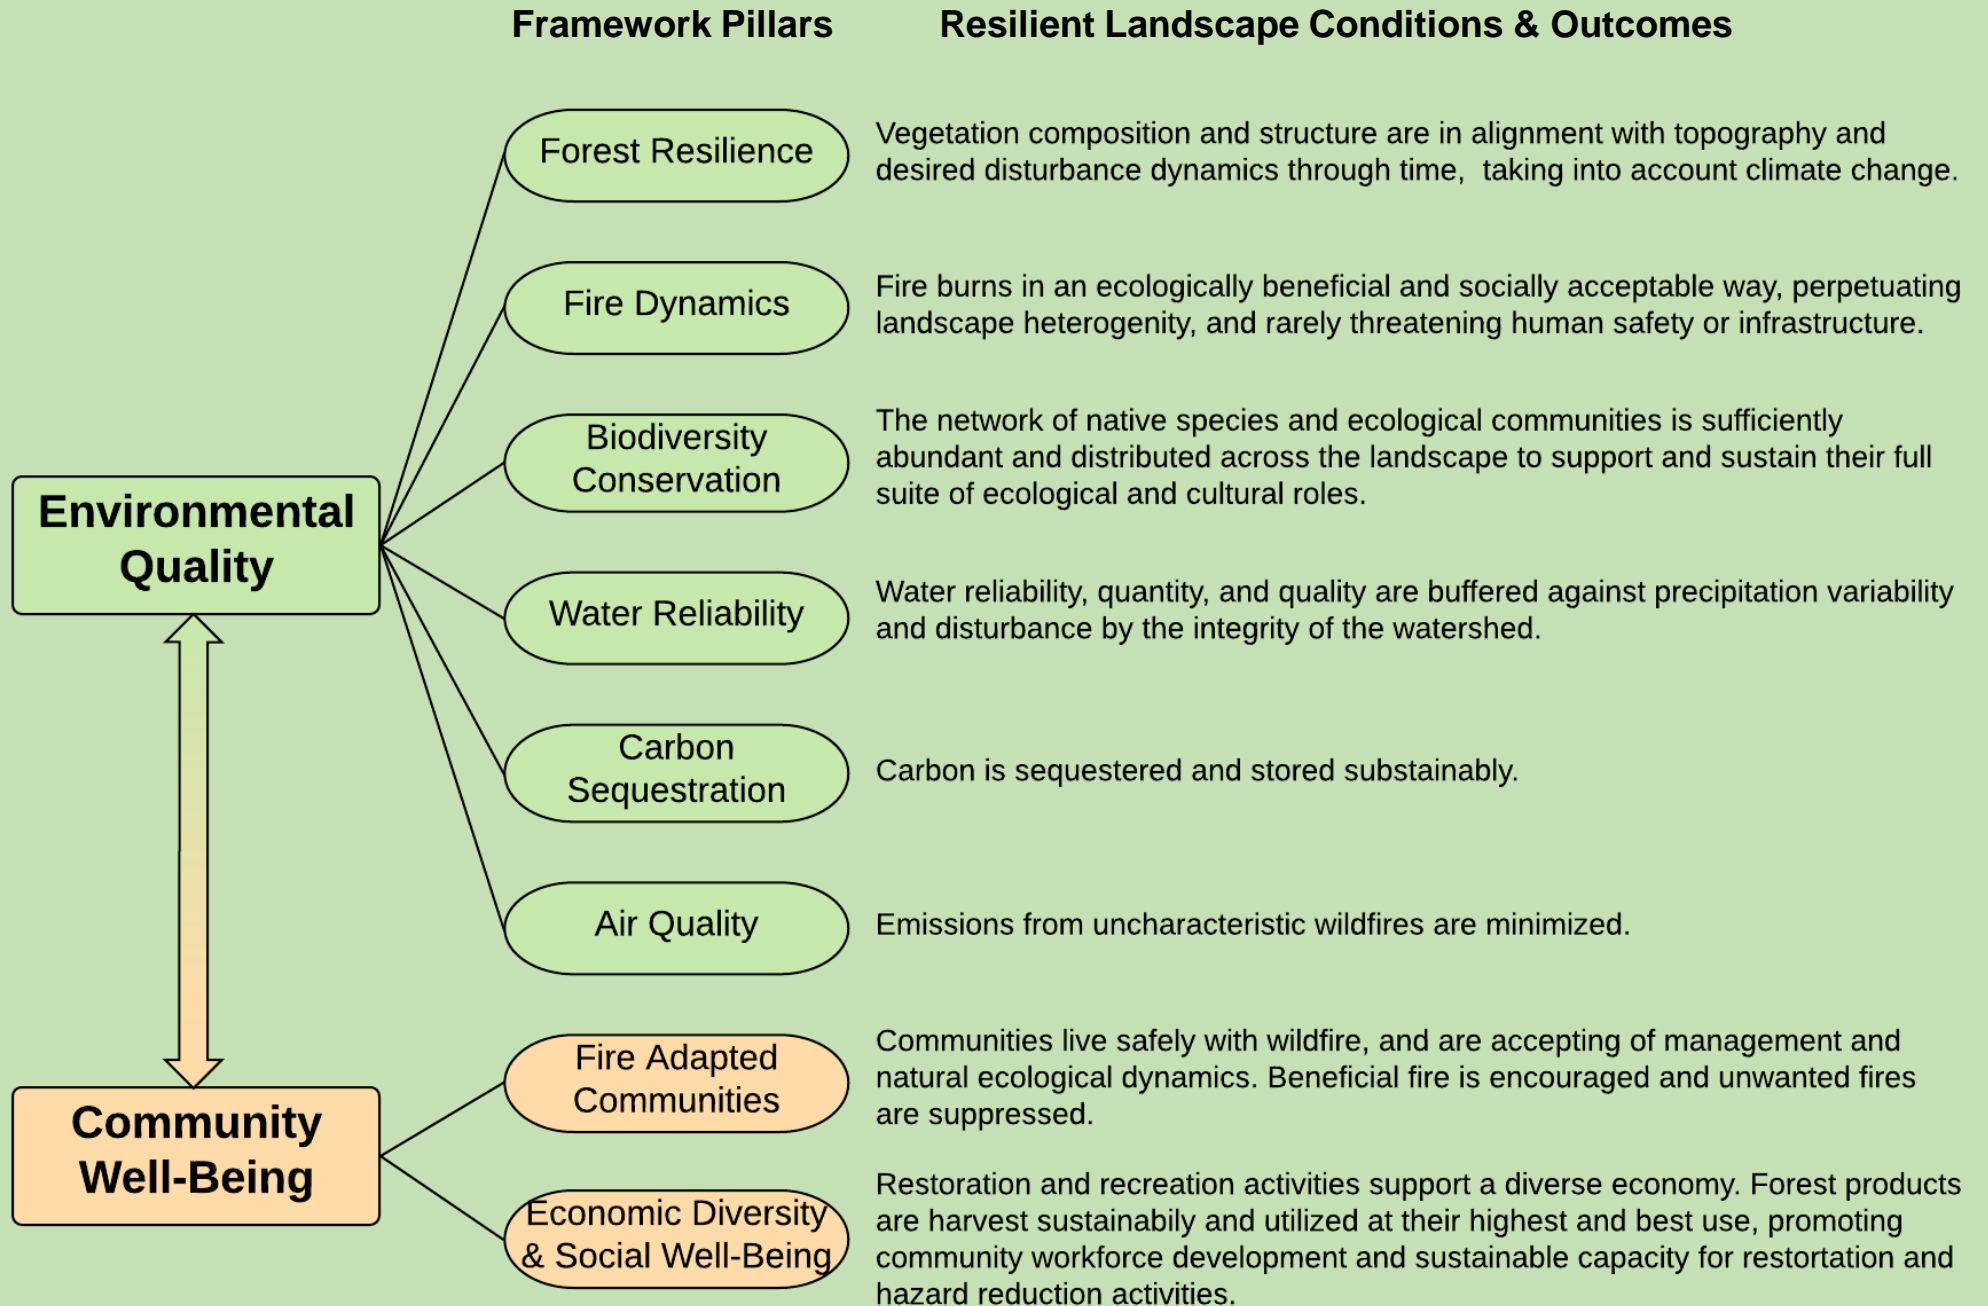 Framework Pillars
Resilient Landscape Conditions & Outcomes
Environmental
Quality
Forest Resilience
Vegetation composition and structure are in alignment with topography and
desired disturbance dynamics through time,  taking into account climate change.
Fire Dynamics
Fire burns in an ecologically beneficial and socially acceptable way, perpetuating
landscape heterogenity, and rarely threatening human safety or infrastructure.
Biodiversity
Conservation
The network of native species and ecological communities is sufficiently
abundant and distributed across the landscape to support and sustain their full
suite of ecological and cultural roles.
Water Reliability
Water reliability, quantity, and quality are buffered against precipitation variability
and disturbance by the integrity of the watershed.
Carbon
Sequestration
Carbon is sequestered and stored substainably.
Air Quality
Emissions from uncharacteristic wildfires are minimized.
Community
Well-Being
Fire Adapted
Communities
Communities live safely with wildfire, and are accepting of management and
natural ecological dynamics. Beneficial fire is encouraged and unwanted fires
are suppressed.
Economic Diversity
& Social Well-Being
Restoration and recreation activities support a diverse economy. Forest products
are harvest sustainabily and utilized at their highest and best use, promoting
community workforce development and sustainable capacity for restortation and
hazard reduction activities.